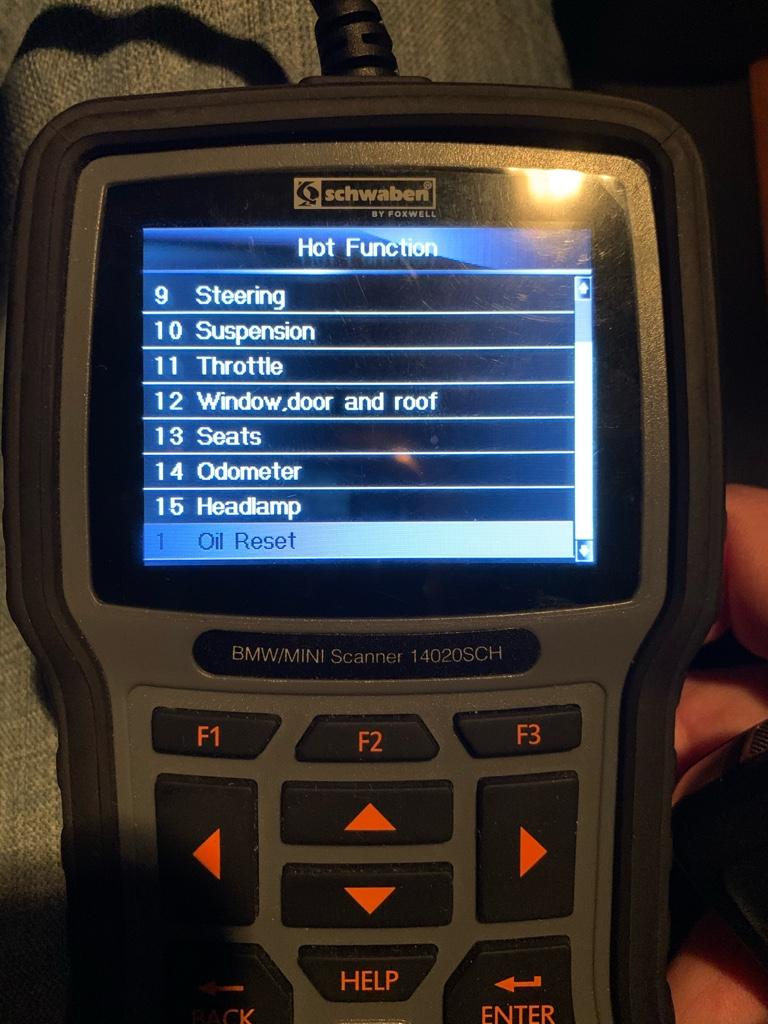 schwaben®
BY FOXWELL
Hot Function
9 Steering
10 Suspension
11 Throttle
12 Window,door and roof
13 Seats
14 Odometer
15 Headlamp
1 Oil Reset
BMW/MINI Scanner 14020SCH
F1 F2 F3
HELP
BACK ENTER